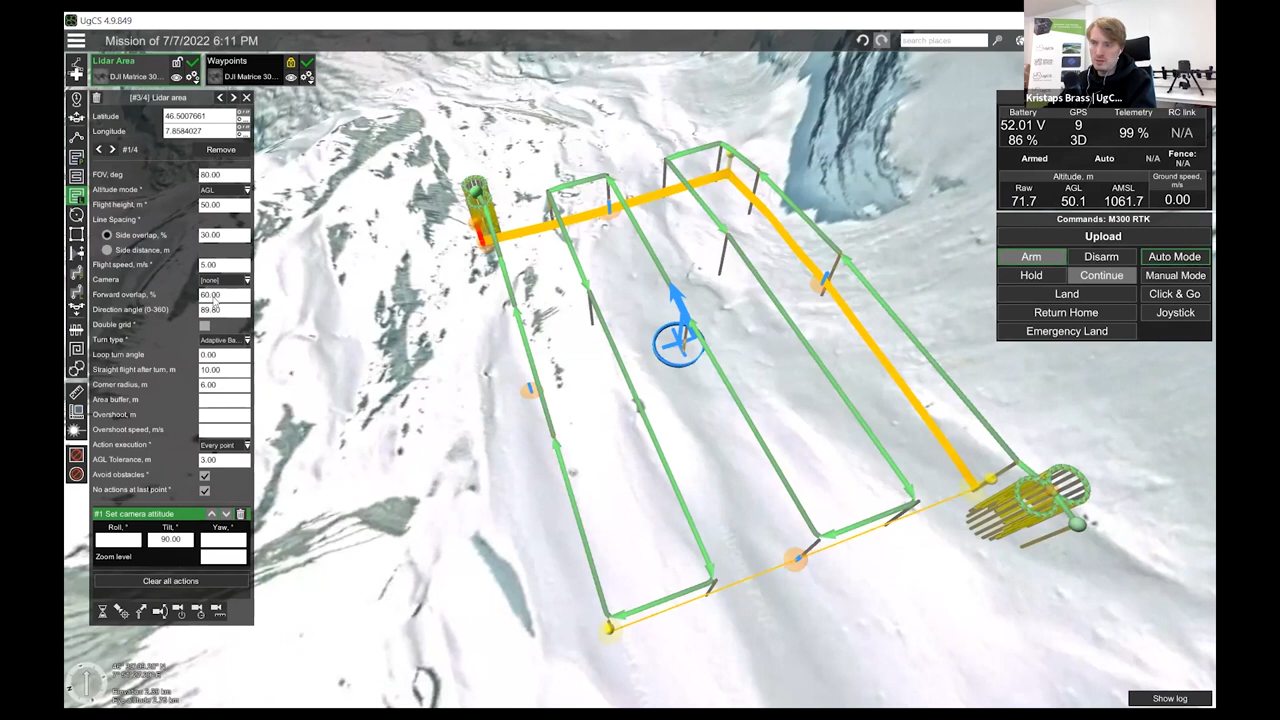 UgCS 4.9.849
Mission of 7/7/2022 6:11 PM
search places
Lidar Area
DJI Matrice 30...
Waypoints
DJI Matrice 30...
[#3/4] Lidar area
Latitude 46.5007661
Longitude 7.8584027
#1/4 Remove
FOV, deg 80.00
Altitude mode * AGL
Flight height, m * 50.00
Line Spacing *
Side overlap, % 30.00
Side distance, m
Flight speed, m/s * 5.00
Camera [none]
Forward overlap, % 60.00
Direction angle (0-360) 89.80
Double grid *
Turn type * Adaptive Ba...
Loop turn angle 0.00
Straight flight after turn, m 10.00
Corner radius, m 6.00
Area buffer, m
Overshoot, m
Overshoot speed, m/s
Action execution * Every point
AGL Tolerance, m 3.00
Avoid obstacles *
No actions at last point *
#1 Set camera attitude
Roll, ° Tilt, ° Yaw, °
90.00
Zoom level
Clear all actions
Kristaps Brass | UgC...
Battery GPS Telemetry RC link
52.01 V 9 99 % N/A
86 % 3D
Armed Auto N/A Fence: N/A
Altitude, m Ground speed, m/s
Raw AGL AMSL 0.00
71.7 50.1 1061.7
Commands: M300 RTK
Upload
Arm Disarm Auto Mode
Hold Continue Manual Mode
Land Click & Go
Return Home Joystick
Emergency Land
Show log